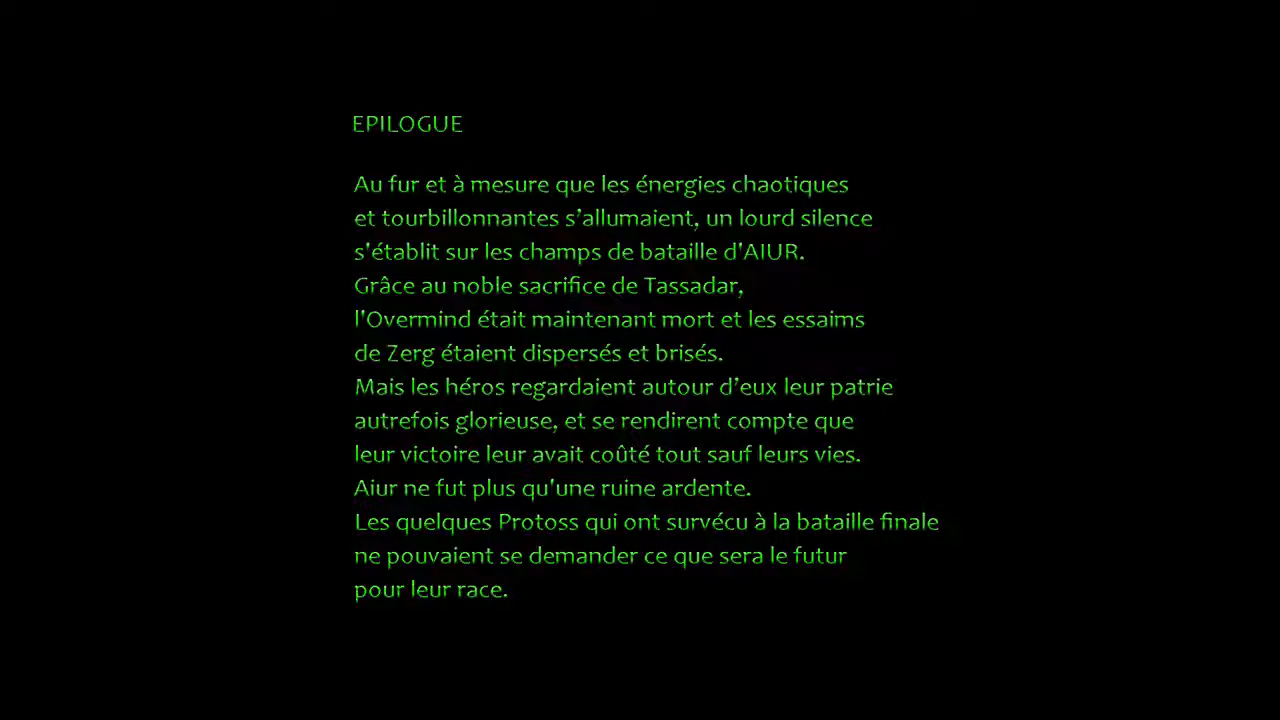 EPILOGUE
Au fur et à mesure que les énergies chaotiques
et tourbillonnantes s’allumaient, un lourd silence
s'établit sur les champs de bataille d'AIUR.
Grâce au noble sacrifice de Tassadar,
l'Overmind était maintenant mort et les essaims
de Zerg étaient dispersés et brisés.
Mais les héros regardaient autour d’eux leur patrie
autrefois glorieuse, et se rendirent compte que
leur victoire leur avait coûté tout sauf leurs vies.
Aiur ne fut plus qu'une ruine ardente.
Les quelques Protoss qui ont survécu à la bataille finale
ne pouvaient se demander ce que sera le futur
pour leur race.